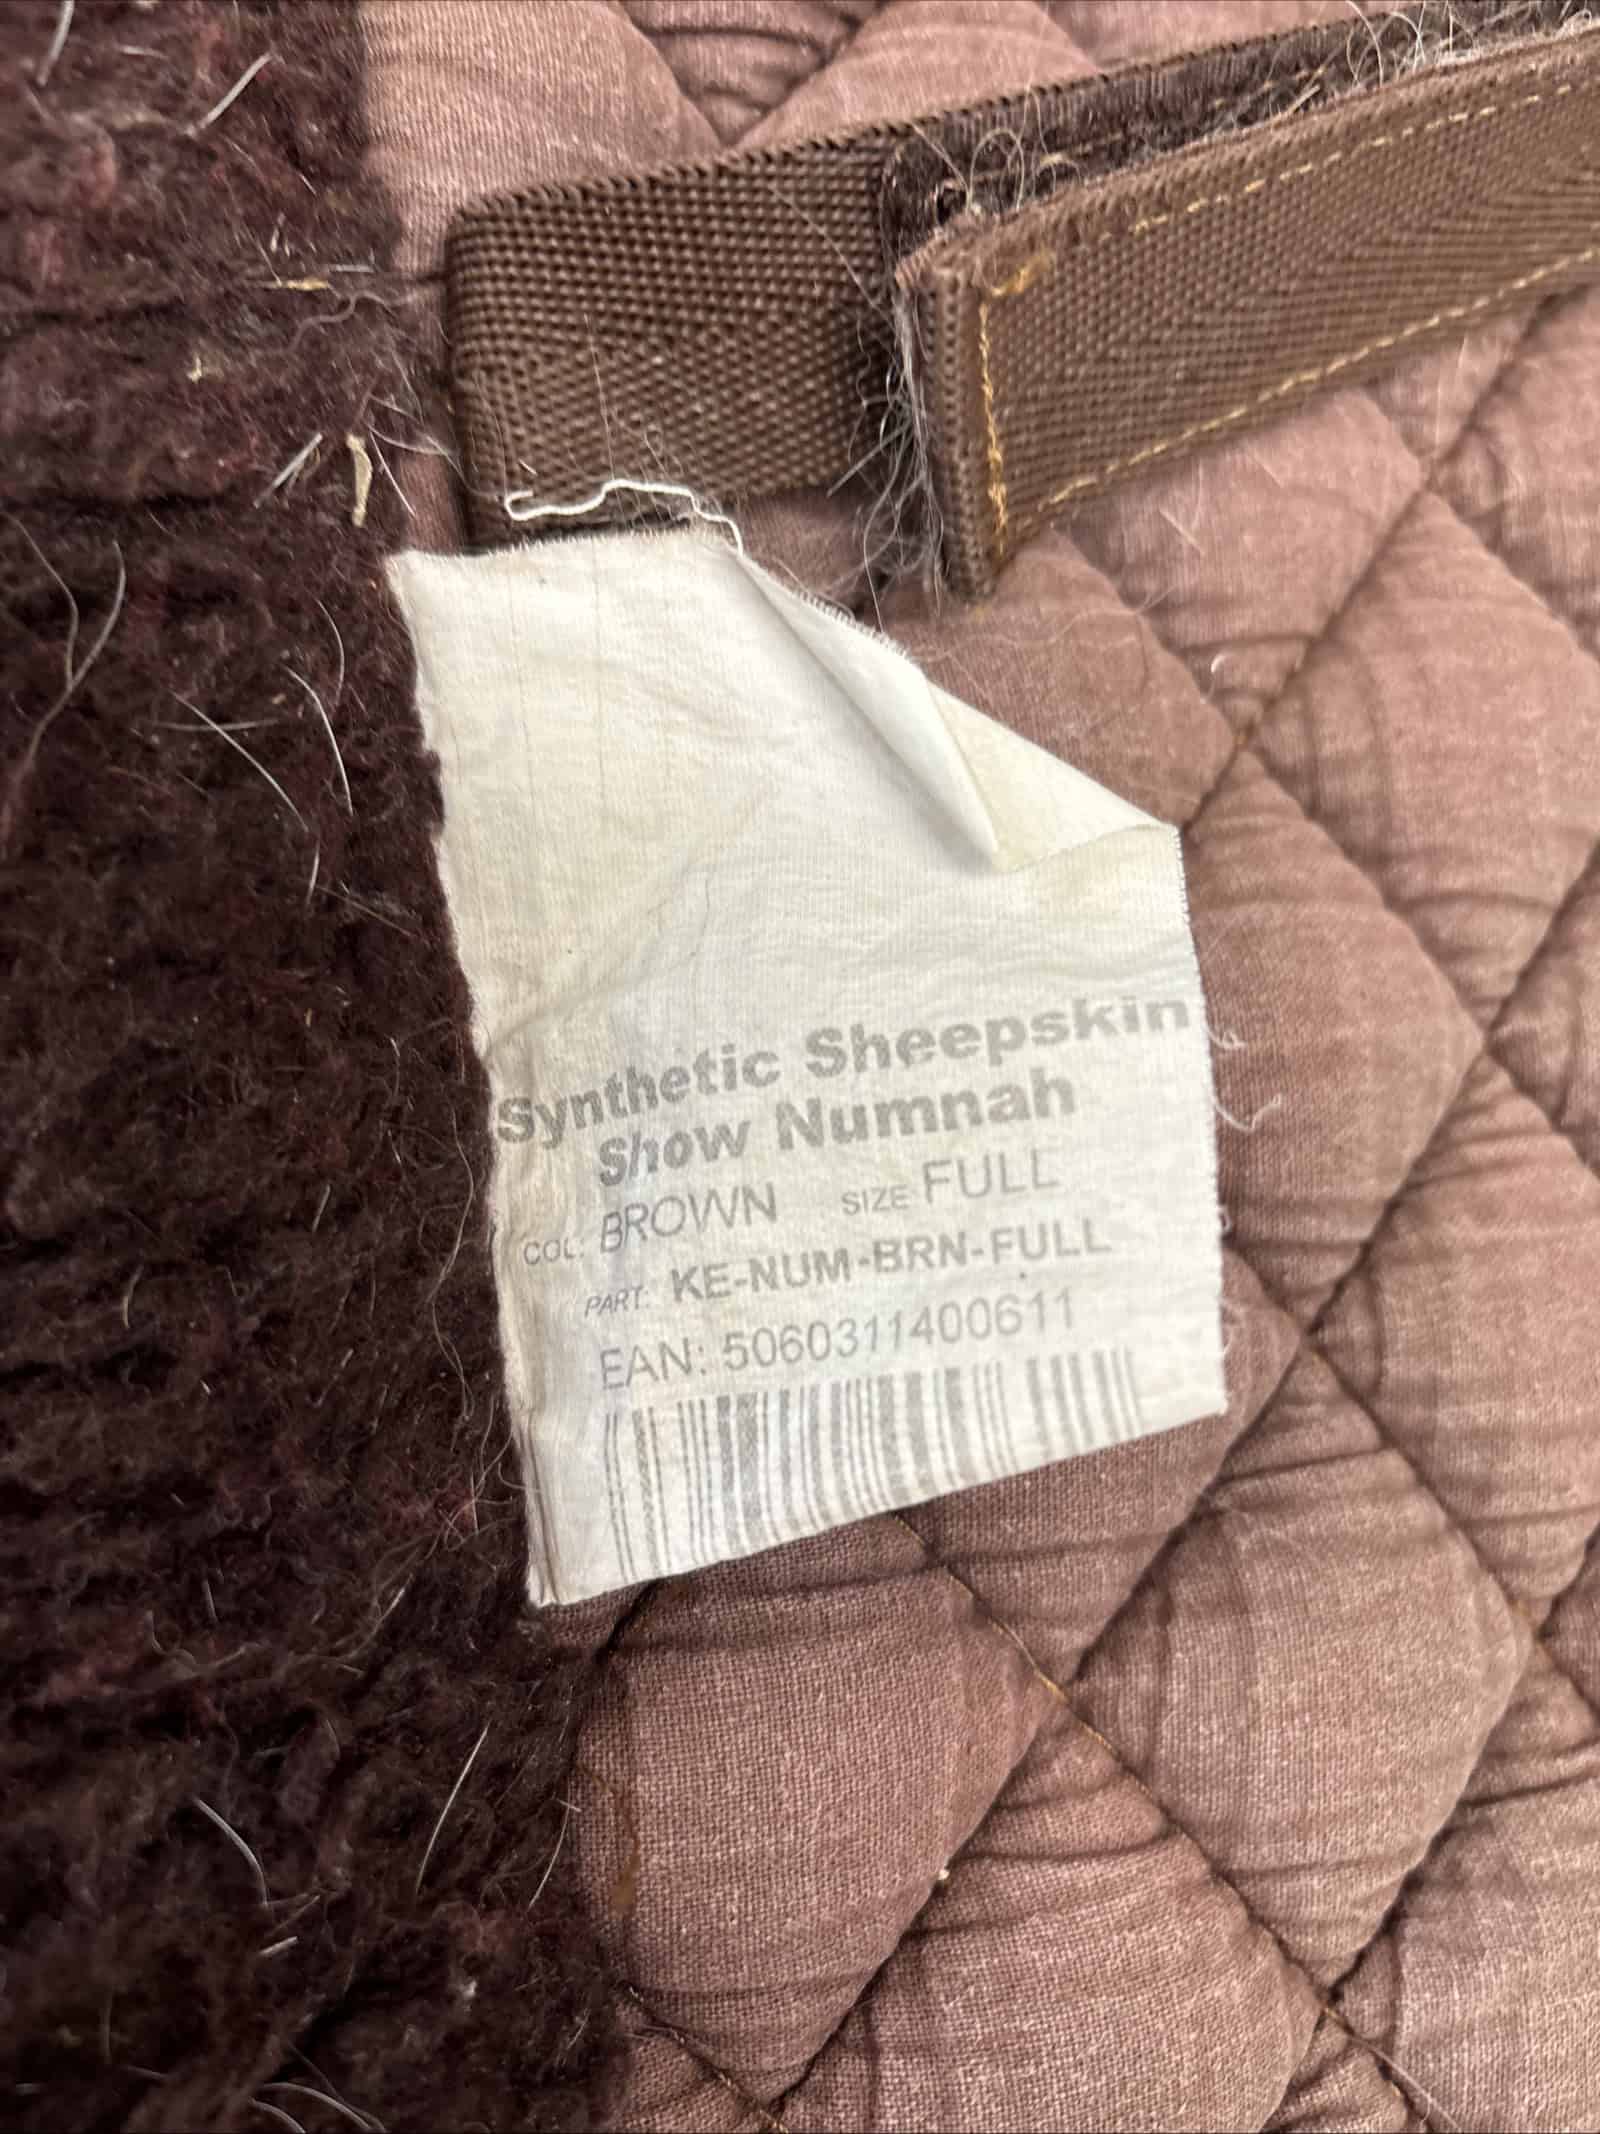 Synthetic Sheepskin
Show Numnah
COL: BROWN SIZE FULL
PART: KE-NUM-BRN-FULL
EAN: 5060311400611